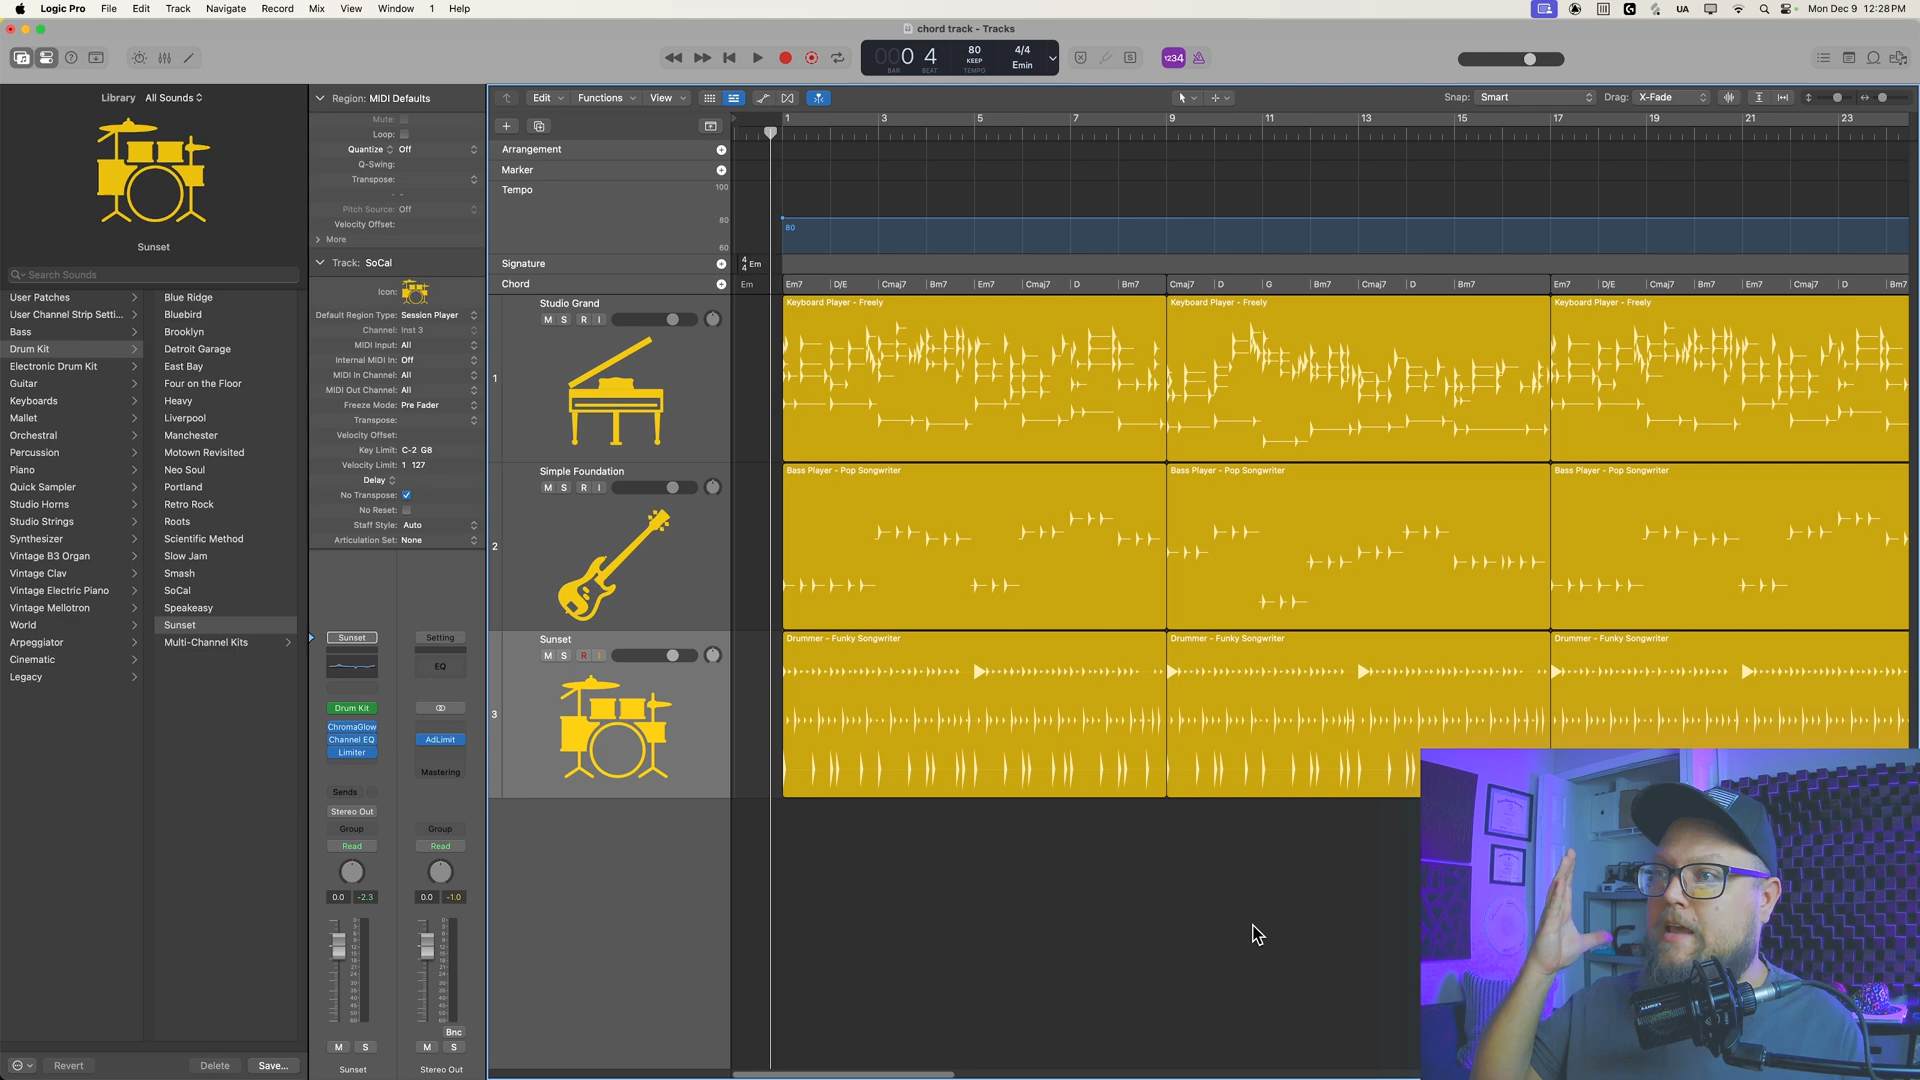 Logic Pro File Edit Track Navigate Record Mix View Window 1 Help
UA Mon Dec 9 12:28 PM
chord track - Tracks
000 4 80 4/4
KEEP Emin
BAR BEAT TEMPO
1234
Library All Sounds
Region: MIDI Defaults
Edit Functions View
Snap: Smart Drag: X-Fade
Mute:
Loop:
Quantize Off
Q-Swing:
Transpose:
Pitch Source: Off
Velocity Offset:
More
1 3 5 7 9 11 13 15 17 19 21 23
Arrangement
Marker
Tempo 100
80
60
80
Signature 4 4 Em
Chord Em Em7 D/E Cmaj7 Bm7 Em7 Cmaj7 D Bm7 Cmaj7 D G Bm7 Cmaj7 D Bm7 Em7 D/E Cmaj7 Bm7 Em7 Cmaj7 D Bm7
Sunset
Search Sounds
User Patches
User Channel Strip Setti...
Bass
Drum Kit
Electronic Drum Kit
Guitar
Keyboards
Mallet
Orchestral
Percussion
Piano
Quick Sampler
Studio Horns
Studio Strings
Synthesizer
Vintage B3 Organ
Vintage Clav
Vintage Electric Piano
Vintage Mellotron
World
Arpeggiator
Cinematic
Legacy
Blue Ridge
Bluebird
Brooklyn
Detroit Garage
East Bay
Four on the Floor
Heavy
Liverpool
Manchester
Motown Revisited
Neo Soul
Portland
Retro Rock
Roots
Scientific Method
Slow Jam
Smash
SoCal
Speakeasy
Sunset
Multi-Channel Kits
Track: SoCal
Icon:
Default Region Type: Session Player
Channel: Inst 3
MIDI Input: All
Internal MIDI In: Off
MIDI In Channel: All
MIDI Out Channel: All
Freeze Mode: Pre Fader
Transpose:
Velocity Offset:
Key Limit: C-2 G8
Velocity Limit: 1 127
Delay
No Transpose:
No Reset:
Staff Style: Auto
Articulation Set: None
Studio Grand
M S R I
1
Keyboard Player - Freely
Keyboard Player - Freely
Keyboard Player - Freely
Simple Foundation
M S R I
2
Bass Player - Pop Songwriter
Bass Player - Pop Songwriter
Bass Player - Pop Songwriter
Sunset
M S R I
3
Drummer - Funky Songwriter
Drummer - Funky Songwriter
Drummer - Funky Songwriter
Sunset Setting
EQ
Drum Kit
ChromaGlow
Channel EQ AdLimit
Limiter
Mastering
Sends
Stereo Out
Group Group
Read Read
0.0 -2.3 0.0 -1.0
Bnc
M S M S
Sunset Stereo Out
Revert Delete Save...